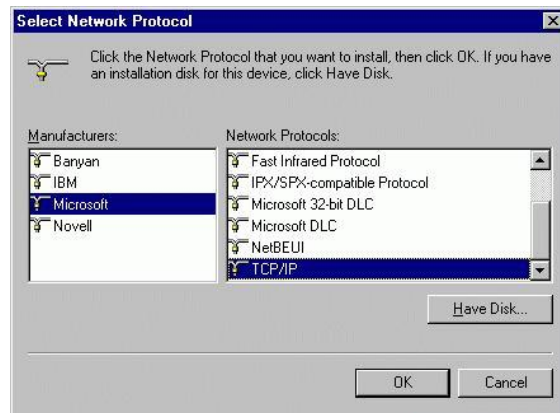 Select Network Protocol
Click the Network Protocol that you want to install, then click OK. If you have
an installation disk for this device, click Have Disk.
Manufacturers:
Banyan
IBM
Microsoft
Novell
Network Protocols:
Fast Infrared Protocol
IPX/SPX-compatible Protocol
Microsoft 32-bit DLC
Microsoft DLC
NetBEUI
TCP/IP
Have Disk...
OK
Cancel